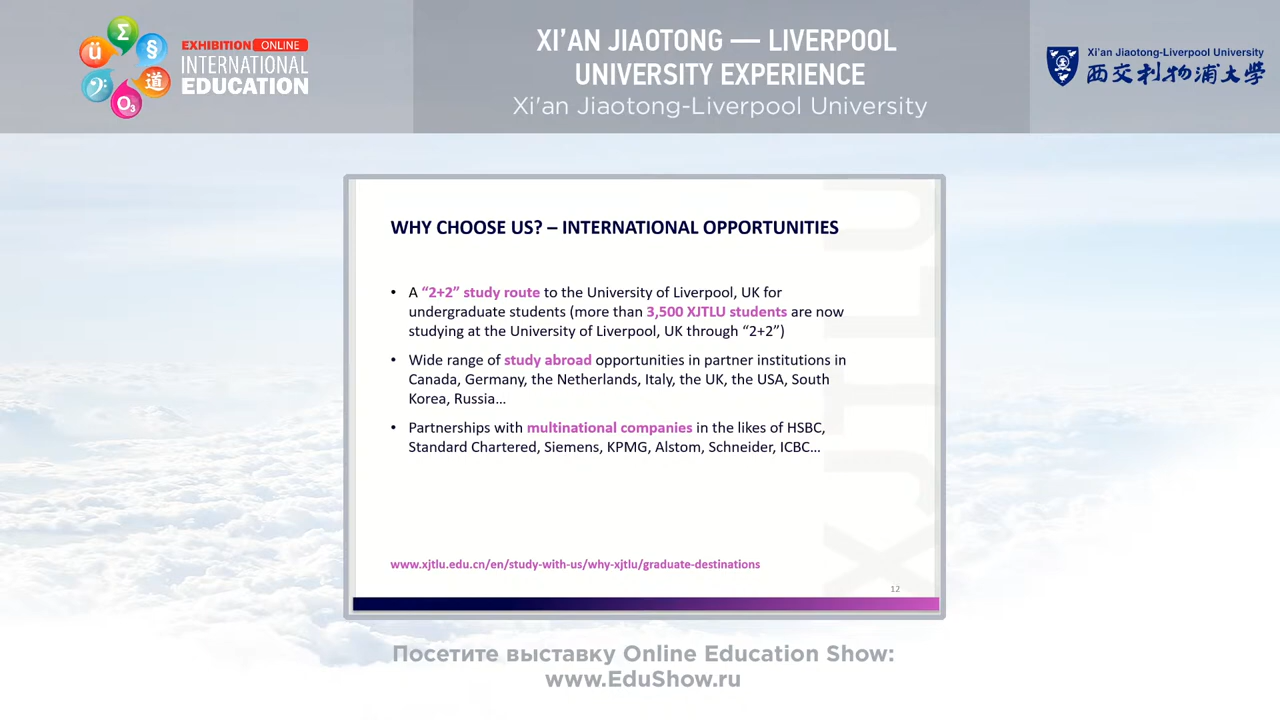 ü
Σ
§
道
O₃
EXHIBITION ONLINE
INTERNATIONAL
EDUCATION
XI'AN JIAOTONG — LIVERPOOL
UNIVERSITY EXPERIENCE
Xi'an Jiaotong-Liverpool University
Xi'an Jiaotong-Liverpool University
西交利物浦大学
WHY CHOOSE US? – INTERNATIONAL OPPORTUNITIES
• A “2+2” study route to the University of Liverpool, UK for
undergraduate students (more than 3,500 XJTLU students are now
studying at the University of Liverpool, UK through “2+2”)
• Wide range of study abroad opportunities in partner institutions in
Canada, Germany, the Netherlands, Italy, the UK, the USA, South
Korea, Russia…
• Partnerships with multinational companies in the likes of HSBC,
Standard Chartered, Siemens, KPMG, Alstom, Schneider, ICBC…
www.xjtlu.edu.cn/en/study-with-us/why-xjtlu/graduate-destinations
12
XJTLU
Посетите выставку Online Education Show:
www.EduShow.ru